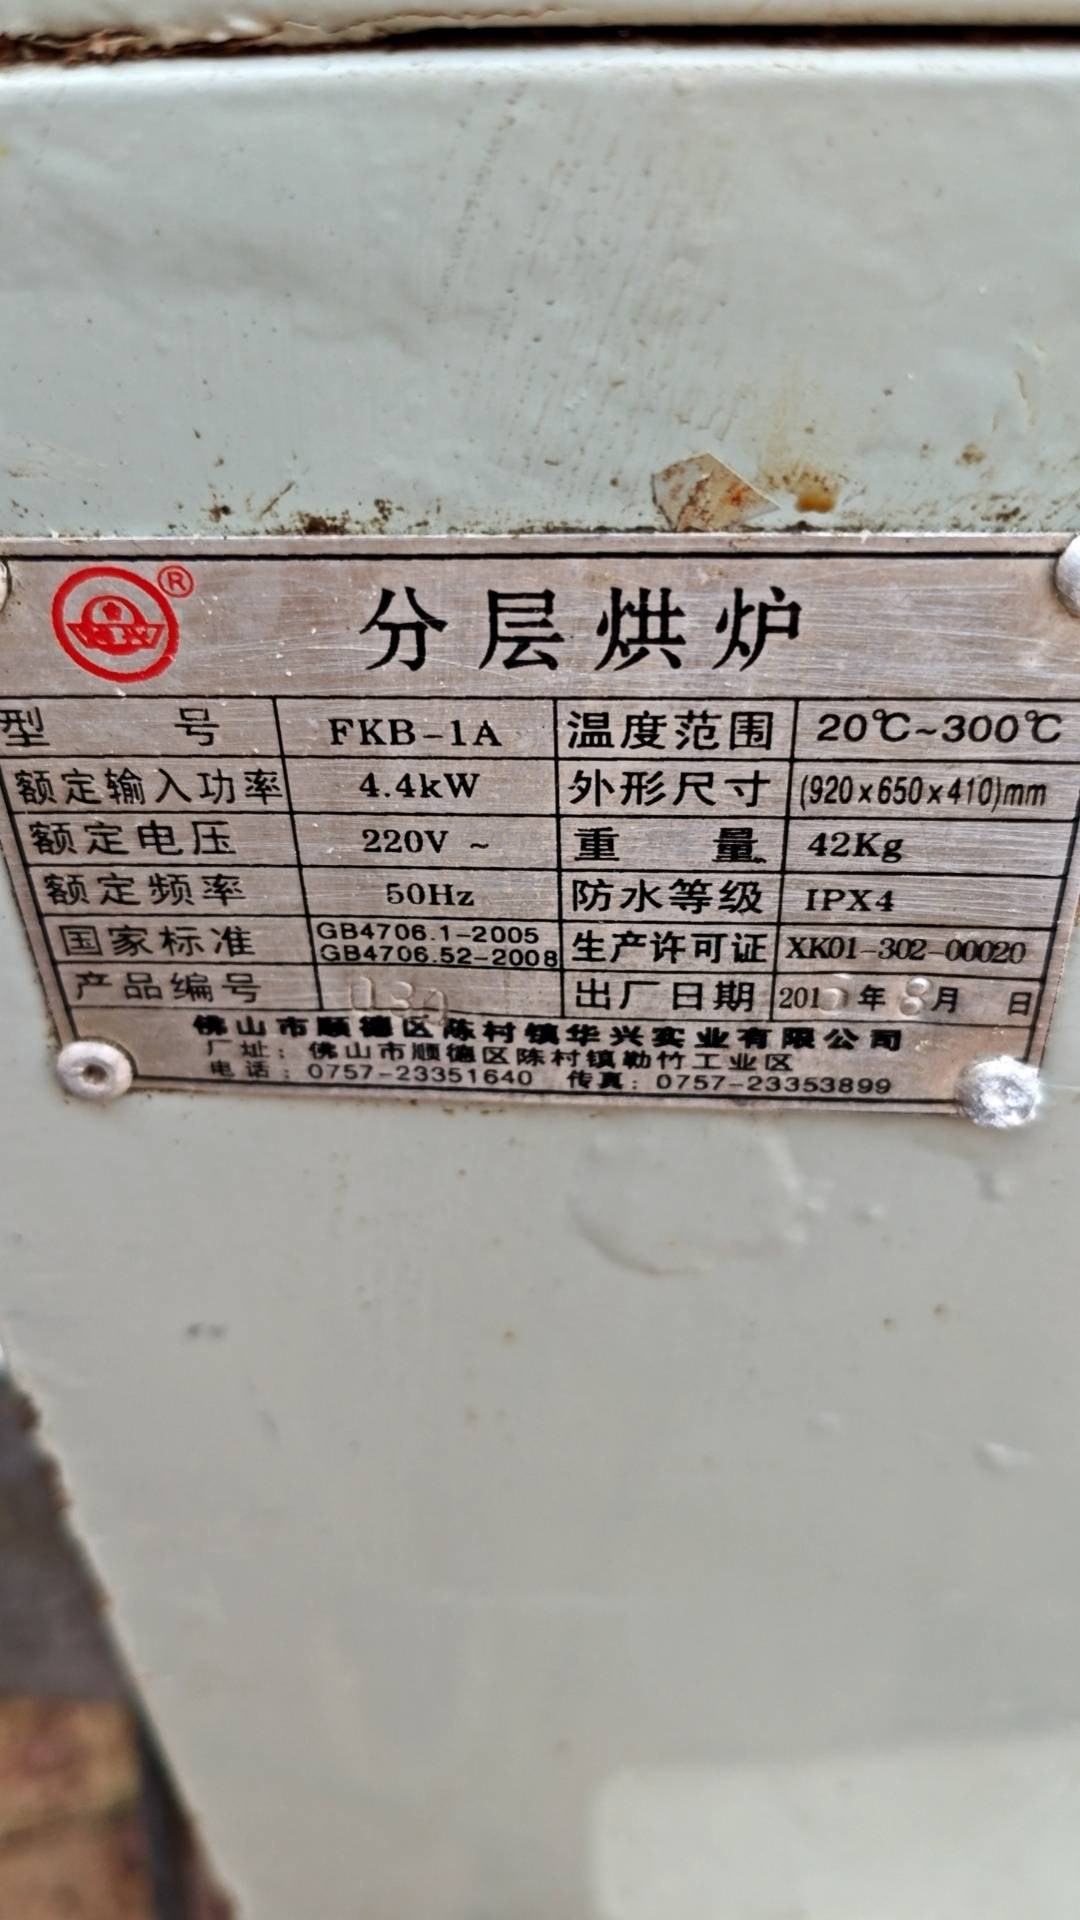 ®
分层烘炉
型号 FKB-1A 温度范围 20℃~300℃
额定输入功率 4.4kW 外形尺寸 (920x650x410)mm
额定电压 220V ~ 重量 42Kg
额定频率 50Hz 防水等级 IPX4
国家标准 GB4706.1-2005 GB4706.52-2008 生产许可证 XK01-302-00020
产品编号 出厂日期 201 年 8月 日
佛山市顺德区陈村镇华兴实业有限公司
厂址：佛山市顺德区陈村镇勒竹工业区
电话：0757-23351640 传真：0757-23353899